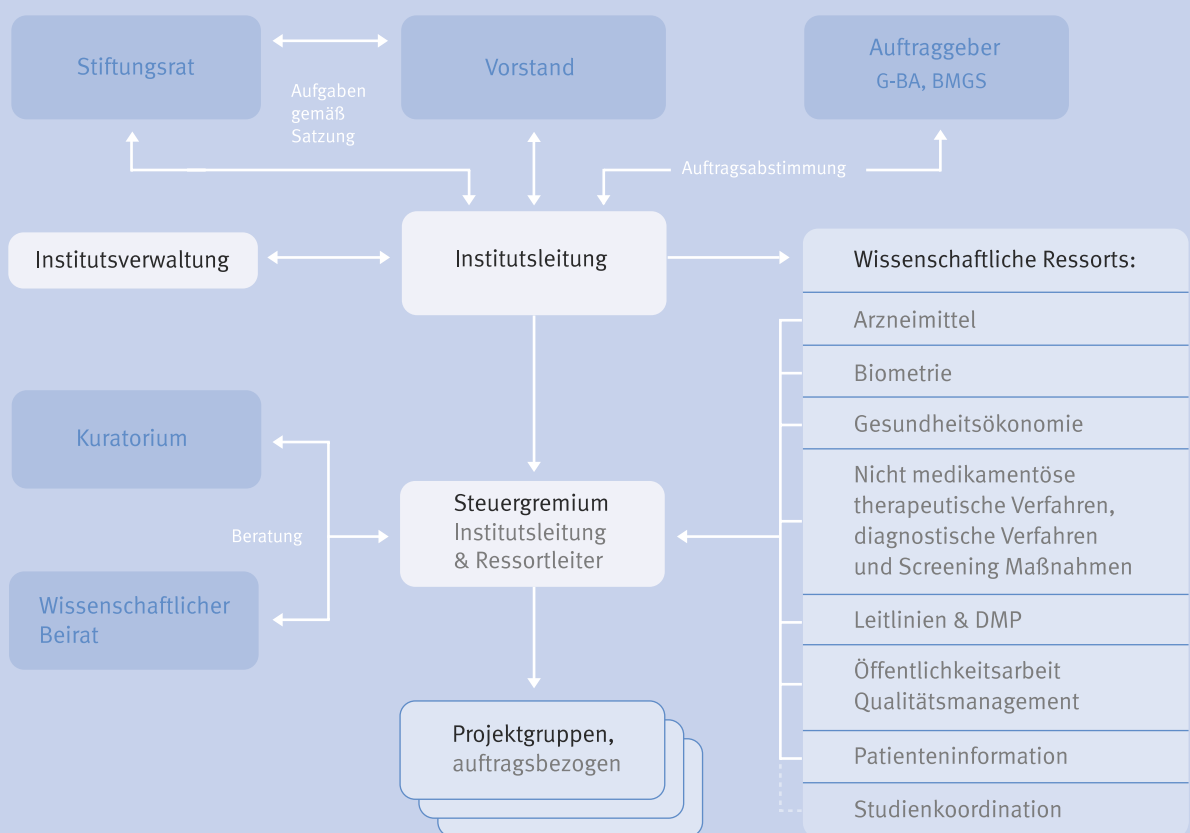 Stiftungsrat
Vorstand
Auftraggeber
G-BA, BMGS
Aufgaben
gemäß
Satzung
Auftragsabstimmung
Institutsverwaltung
Institutsleitung
Wissenschaftliche Ressorts:
Arzneimittel
Biometrie
Gesundheitsökonomie
Nicht medikamentöse
therapeutische Verfahren,
diagnostische Verfahren
und Screening Maßnahmen
Leitlinien & DMP
Öffentlichkeitsarbeit
Qualitätsmanagement
Patienteninformation
Studienkoordination
Kuratorium
Beratung
Wissenschaftlicher
Beirat
Steuergremium
Institutsleitung
& Ressortleiter
Projektgruppen,
auftragsbezogen